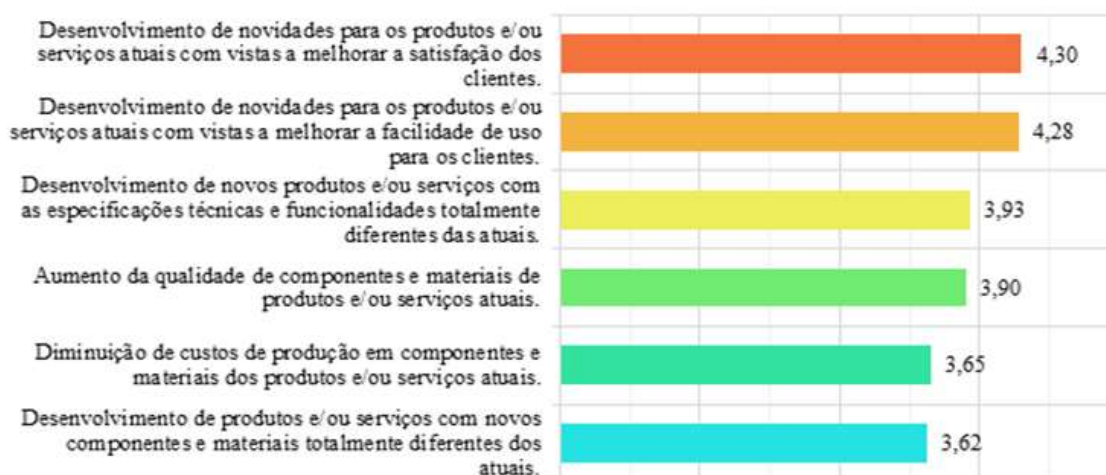 Desenvolvimento de novidades para os produtos e/ou
serviços atuais com vistas a melhorar a satisfação dos
clientes.
4,30
Desenvolvimento de novidades para os produtos e/ou
serviços atuais com vistas a melhorar a facilidade de uso
para os clientes.
4,28
Desenvolvimento de novos produtos e/ou serviços com
as especificações técnicas e funcionalidades totalmente
diferentes das atuais.
3,93
Aumento da qualidade de componentes e materiais de
produtos e/ou serviços atuais.
3,90
Diminuição de custos de produção em componentes e
materiais dos produtos e/ou serviços atuais.
3,65
Desenvolvimento de produtos e/ou serviços com novos
componentes e materiais totalmente diferentes dos
atuais.
3,62